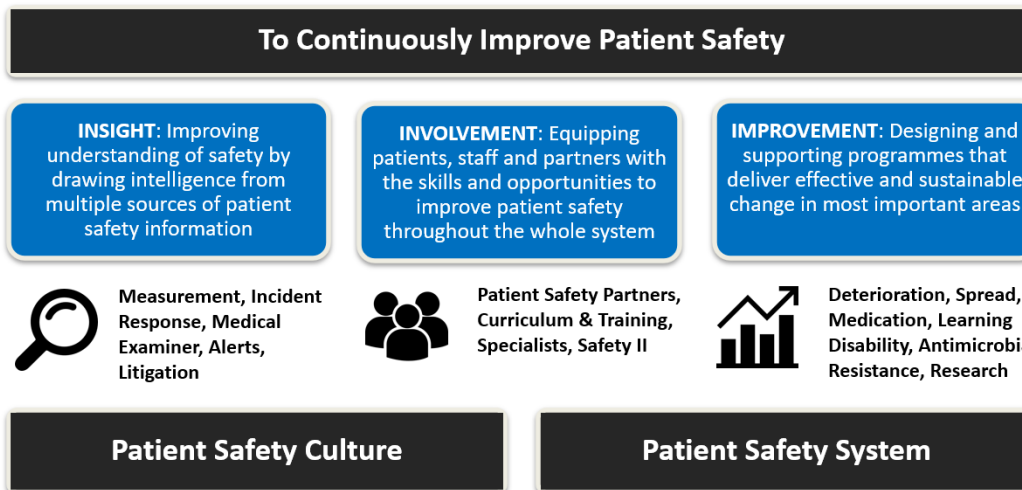 To Continuously Improve Patient Safety
INSIGHT: Improving
understanding of safety by
drawing intelligence from
multiple sources of patient
safety information
INVOLVEMENT: Equipping
patients, staff and partners with
the skills and opportunities to
improve patient safety
throughout the whole system
IMPROVEMENT: Designing and
supporting programmes that
deliver effective and sustainable
change in most important areas
Measurement, Incident
Response, Medical
Examiner, Alerts,
Litigation
Patient Safety Partners,
Curriculum & Training,
Specialists, Safety II
Deterioration, Spread,
Medication, Learning
Disability, Antimicrobia
Resistance, Research
Patient Safety Culture
Patient Safety System